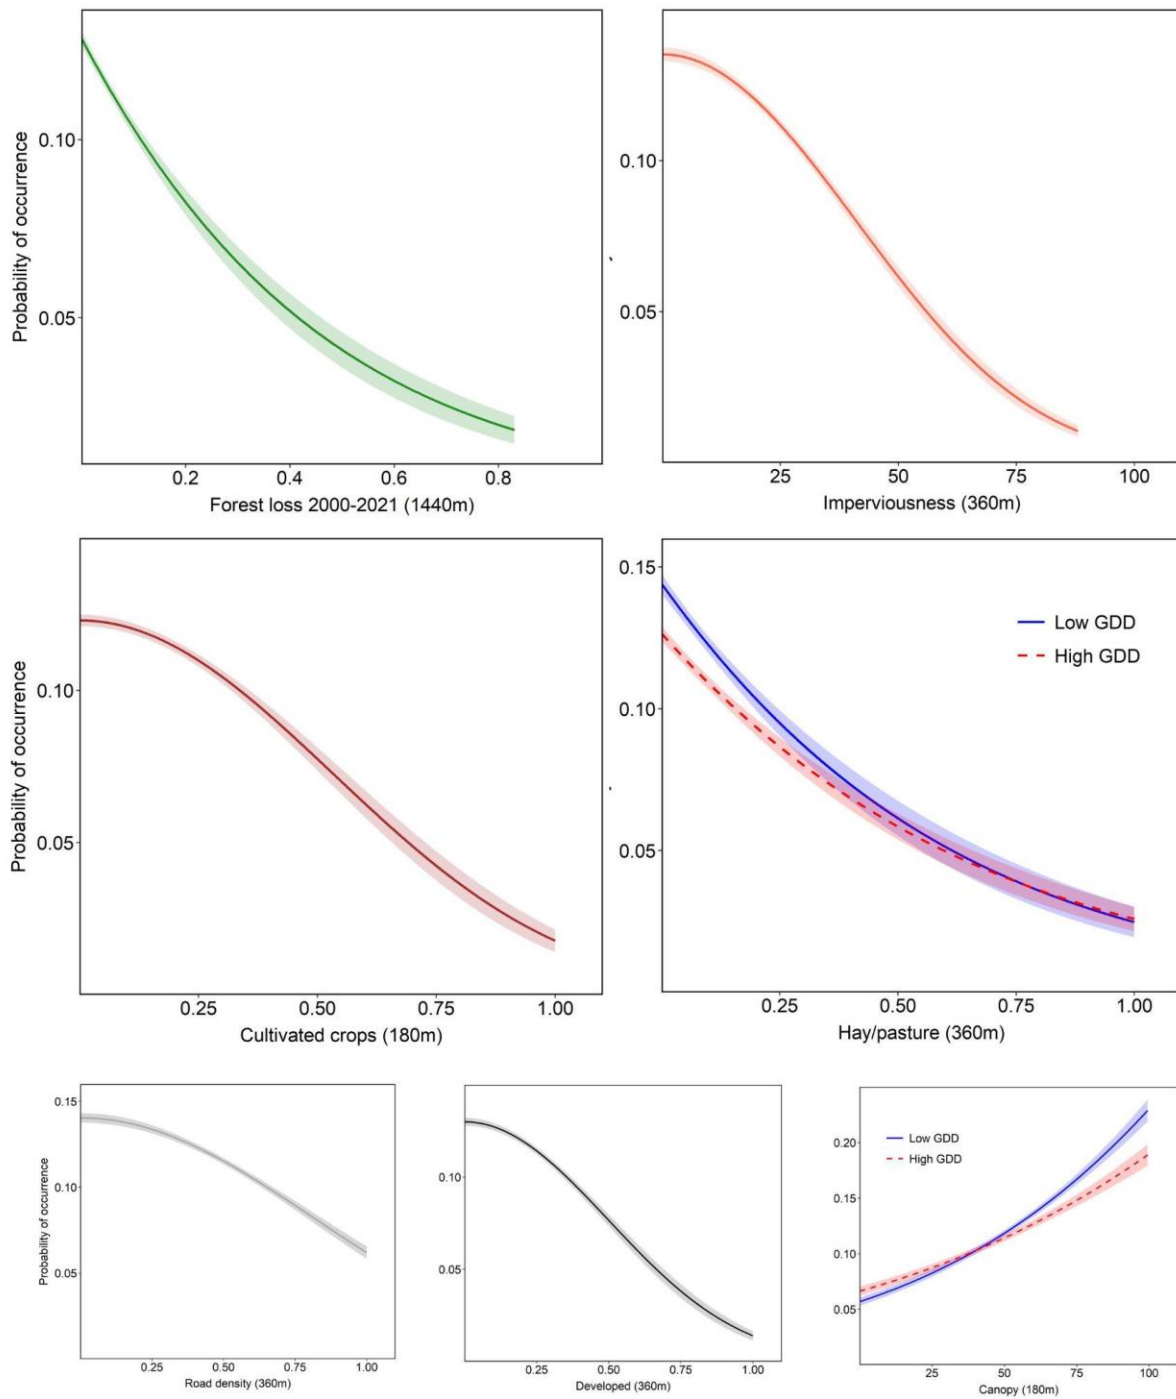 Probability of occurrence
0.10
0.05
0.2 0.4 0.6 0.8
Forest loss 2000-2021 (1440m)
0.10
0.05
25 50 75 100
Imperviousness (360m)
Probability of occurrence
0.10
0.05
0.25 0.50 0.75 1.00
Cultivated crops (180m)
0.15
0.10
0.05
Low GDD
High GDD
0.25 0.50 0.75 1.00
Hay/pasture (360m)
Probability of occurrence
0.15
0.10
0.05
0.25 0.50 0.75 1.00
Road density (360m)
0.10
0.05
0.25 0.50 0.75 1.00
Developed (360m)
0.20
0.15
0.10
0.05
Low GDD
High GDD
25 50 75 100
Canopy (180m)